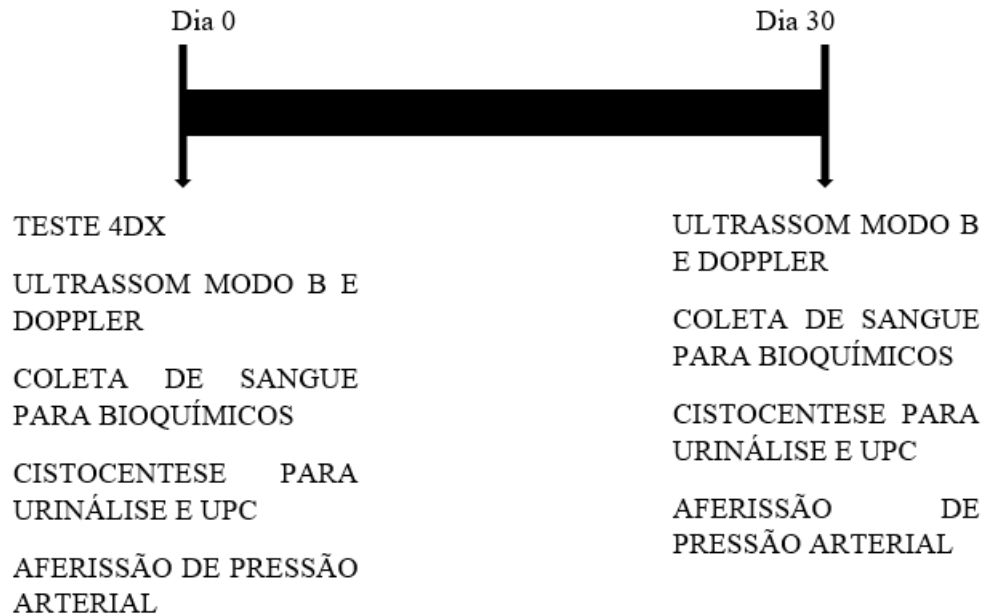 Dia 0
Dia 30
TESTE 4DX
ULTRASSOM MODO B E
DOPPLER
COLETA DE SANGUE
PARA BIOQUÍMICOS
CISTOCENTESE PARA
URINÁLISE E UPC
AFERISSÃO DE PRESSÃO
ARTERIAL
ULTRASSOM MODO B
E DOPPLER
COLETA DE SANGUE
PARA BIOQUÍMICOS
CISTOCENTESE PARA
URINÁLISE E UPC
AFERISSÃO DE
PRESSÃO ARTERIAL